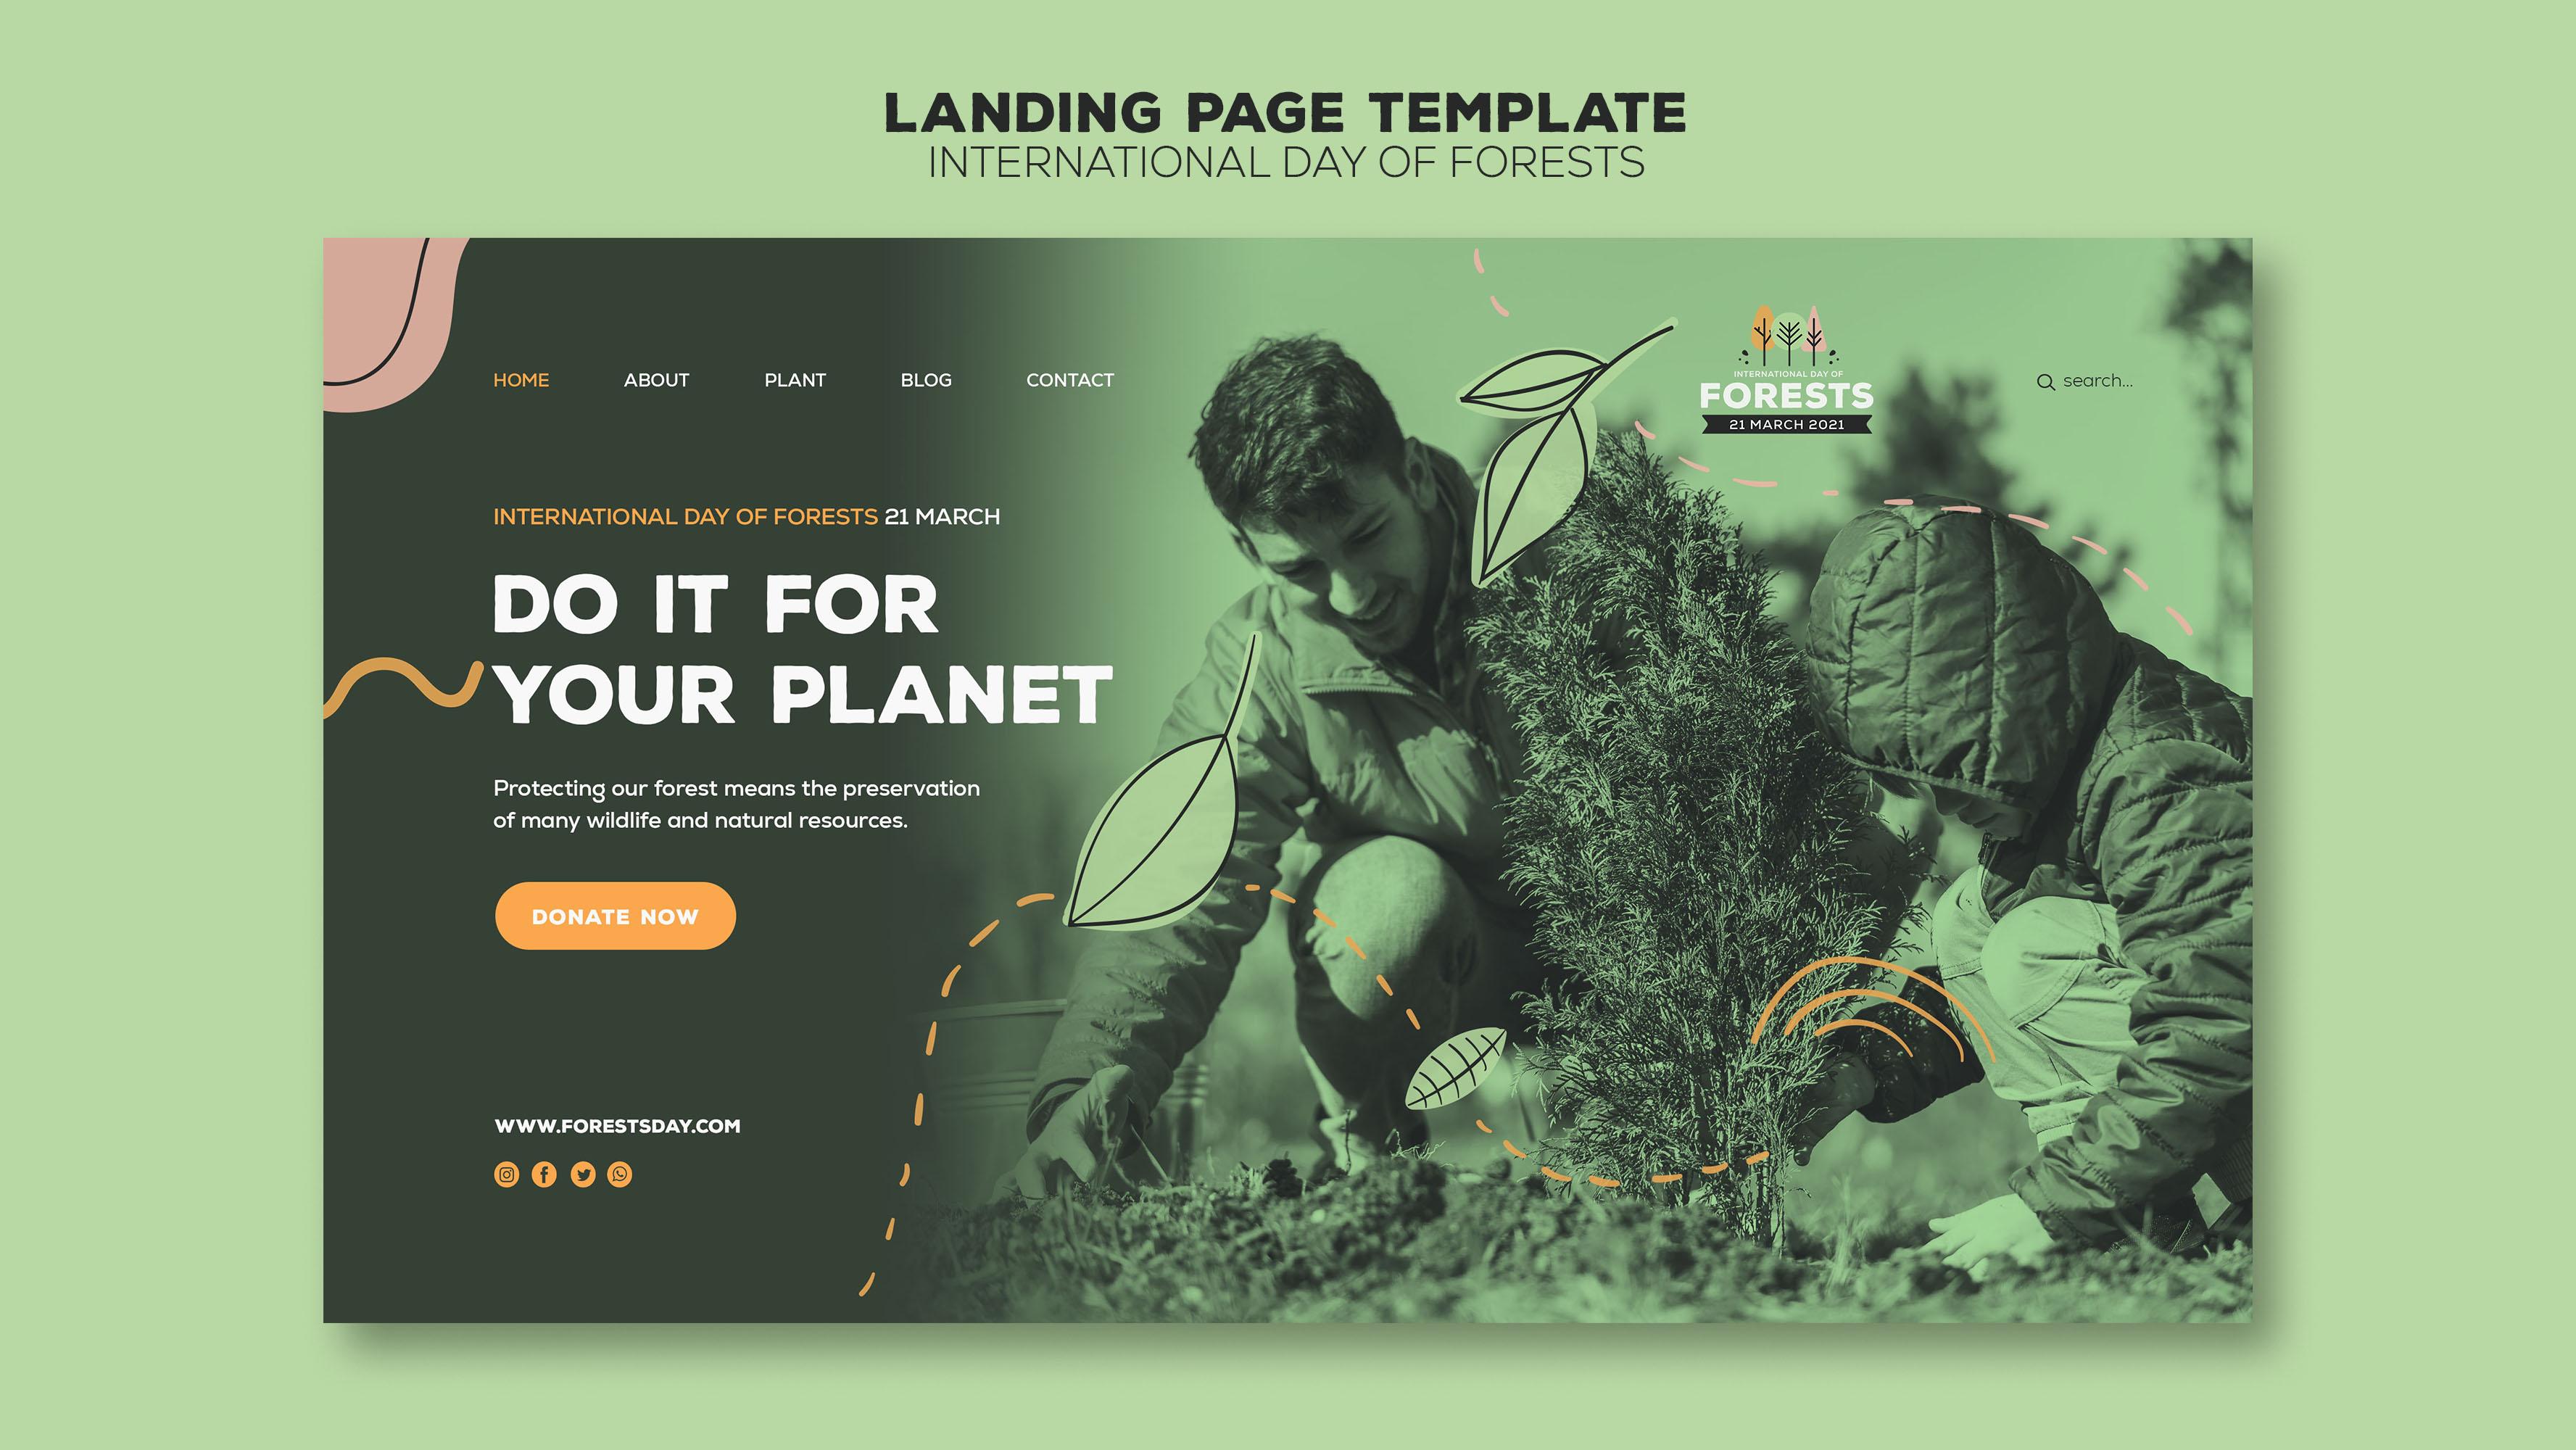 LANDING PAGE TEMPLATE
INTERNATIONAL DAY OF FORESTS
HOME ABOUT PLANT BLOG CONTACT
INTERNATIONAL DAY OF
FORESTS
21 MARCH 2021
search...
INTERNATIONAL DAY OF FORESTS 21 MARCH
DO IT FOR
YOUR PLANET
Protecting our forest means the preservation
of many wildlife and natural resources.
DONATE NOW
WWW.FORESTSDAY.COM